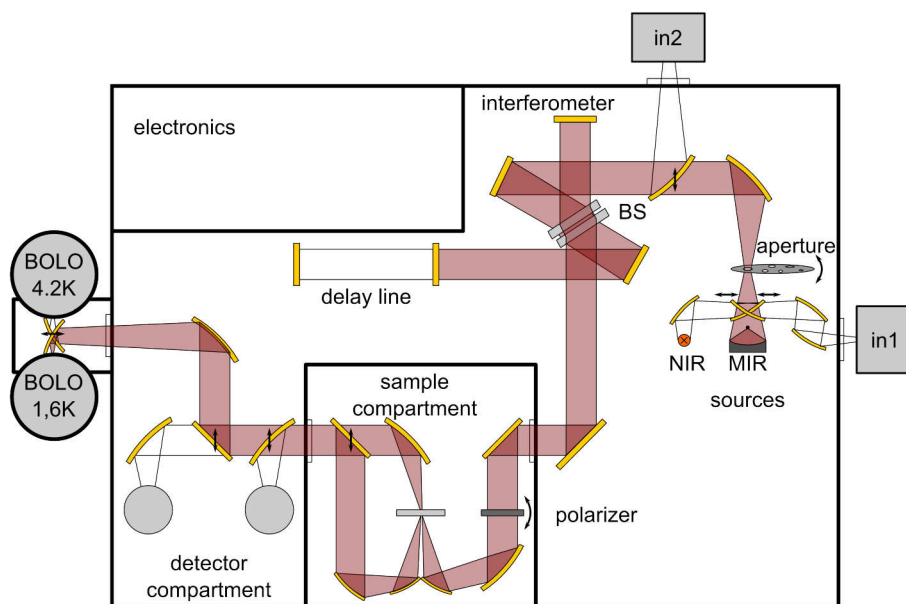 in2
interferometer
electronics
BS
aperture
delay line
BOLO
4.2K
BOLO
1,6K
in1
NIR
MIR
sources
sample
compartment
polarizer
detector
compartment